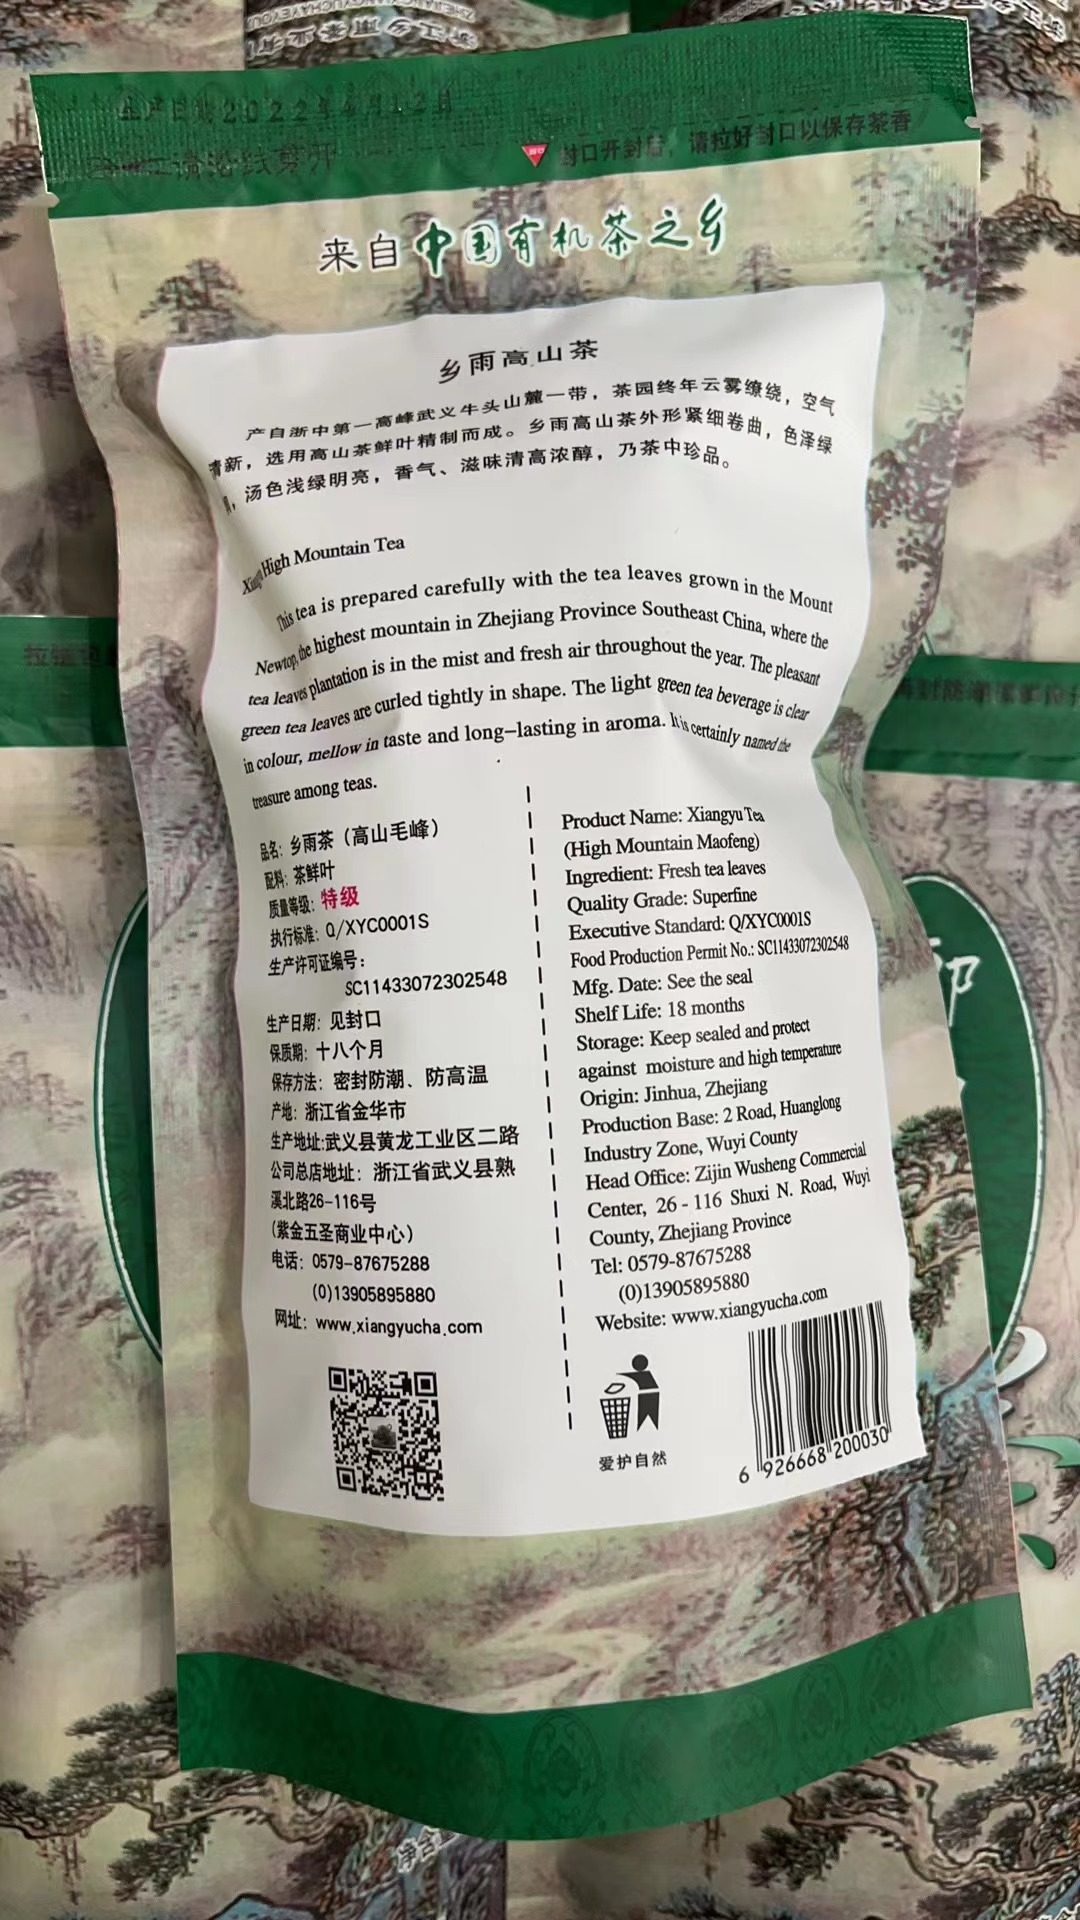 生产日期2022年4月12日
封口 封口开封后，请拉好封口以保存茶香
来自中国有机茶之乡
乡雨高山茶
产自浙中第一高峰武义牛头山麓一带，茶园终年云雾缭绕，空气
清新，选用高山茶鲜叶精制而成。乡雨高山茶外形紧细卷曲，色泽绿
，汤色浅绿明亮，香气、滋味清高浓醇，乃茶中珍品。
Xiangyu High Mountain Tea
This tea is prepared carefully with the tea leaves grown in the Mount
Newtop, the highest mountain in Zhejiang Province Southeast China, where the
tea leaves plantation is in the mist and fresh air throughout the year. The pleasant
green tea leaves are curled tightly in shape. The light green tea beverage is clear
in colour, mellow in taste and long-lasting in aroma. It is certainly named the
treasure among teas.
品名: 乡雨茶（高山毛峰）
配料: 茶鲜叶
质量等级: 特级
执行标准: Q/XYC0001S
生产许可证编号:
SC11433072302548
生产日期: 见封口
保质期: 十八个月
保存方法: 密封防潮、防高温
产地: 浙江省金华市
生产地址:武义县黄龙工业区二路
公司总店地址: 浙江省武义县熟
溪北路26-116号
(紫金五圣商业中心)
电话: 0579-87675288
(0)13905895880
网址: www.xiangyucha.com
Product Name: Xiangyu Tea
(High Mountain Maofeng)
Ingredient: Fresh tea leaves
Quality Grade: Superfine
Executive Standard: Q/XYC0001S
Food Production Permit No.: SC11433072302548
Mfg. Date: See the seal
Shelf Life: 18 months
Storage: Keep sealed and protect
against moisture and high temperature
Origin: Jinhua, Zhejiang
Production Base: 2 Road, Huanglong
Industry Zone, Wuyi County
Head Office: Zijin Wusheng Commercial
Center, 26 - 116 Shuxi N. Road, Wuyi
County, Zhejiang Province
Tel: 0579-87675288
(0)13905895880
Website: www.xiangyucha.com
爱护自然
6 926668 200030